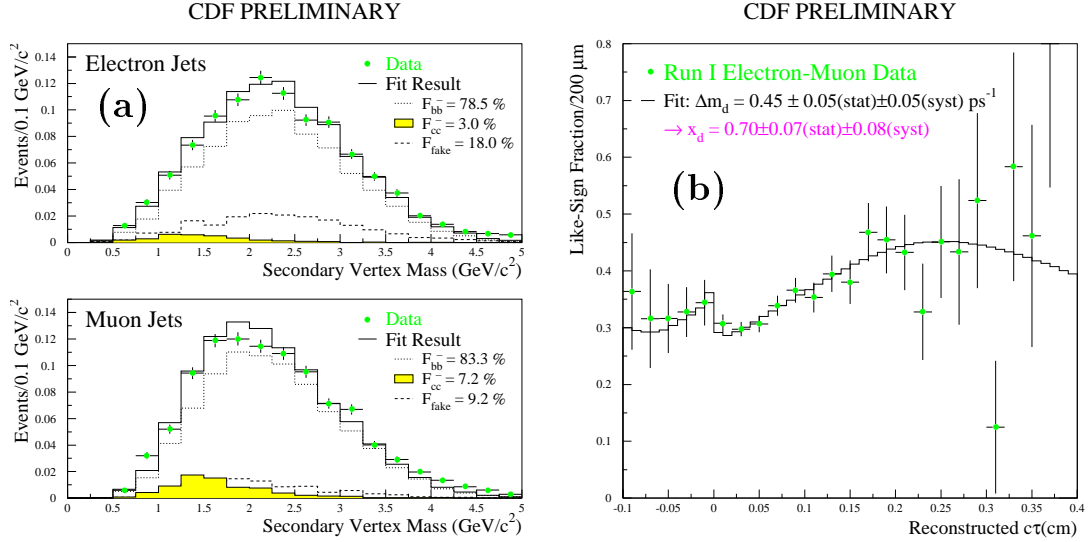 CDF PRELIMINARY
Events/0.1 GeV/c²
Electron Jets
(a)
Data
Fit Result
F_bb̄ = 78.5 %
F_cc̄ = 3.0 %
F_fake = 18.0 %
0.14
0.12
0.1
0.08
0.06
0.04
0.02
0
0 0.5 1 1.5 2 2.5 3 3.5 4 4.5 5
Secondary Vertex Mass (GeV/c²)
Events/0.1 GeV/c²
Muon Jets
Data
Fit Result
F_bb̄ = 83.3 %
F_cc̄ = 7.2 %
F_fake = 9.2 %
0.14
0.12
0.1
0.08
0.06
0.04
0.02
0
0 0.5 1 1.5 2 2.5 3 3.5 4 4.5 5
Secondary Vertex Mass (GeV/c²)
CDF PRELIMINARY
Like-Sign Fraction/200 μm
Run I Electron-Muon Data
Fit: Δm_d = 0.45 ± 0.05(stat)±0.05(syst) ps⁻¹
→ x_d = 0.70±0.07(stat)±0.08(syst)
(b)
0.8
0.7
0.6
0.5
0.4
0.3
0.2
0.1
0
-0.1 -0.05 0 0.05 0.1 0.15 0.2 0.25 0.3 0.35 0.4
Reconstructed cτ(cm)